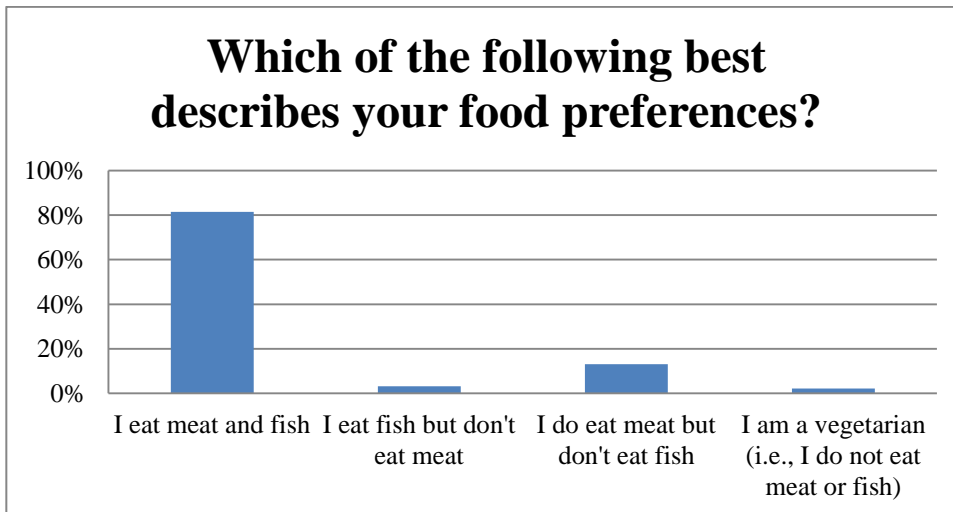 Which of the following best
describes your food preferences?
100%
80%
60%
40%
20%
0%
I eat meat and fish
I eat fish but don't
eat meat
I do eat meat but
don't eat fish
I am a vegetarian
(i.e., I do not eat
meat or fish)